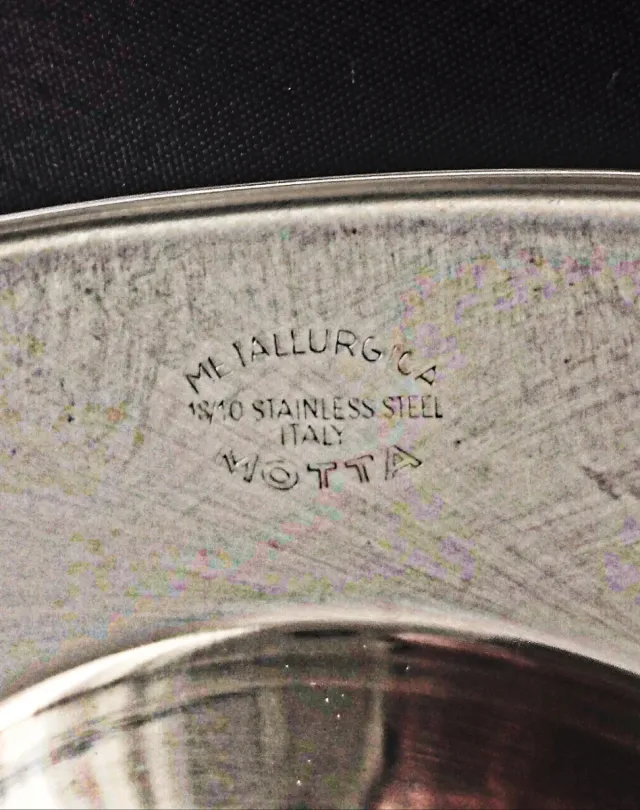 METALLURGICA
18/10 STAINLESS STEEL
ITALY
MOTTA